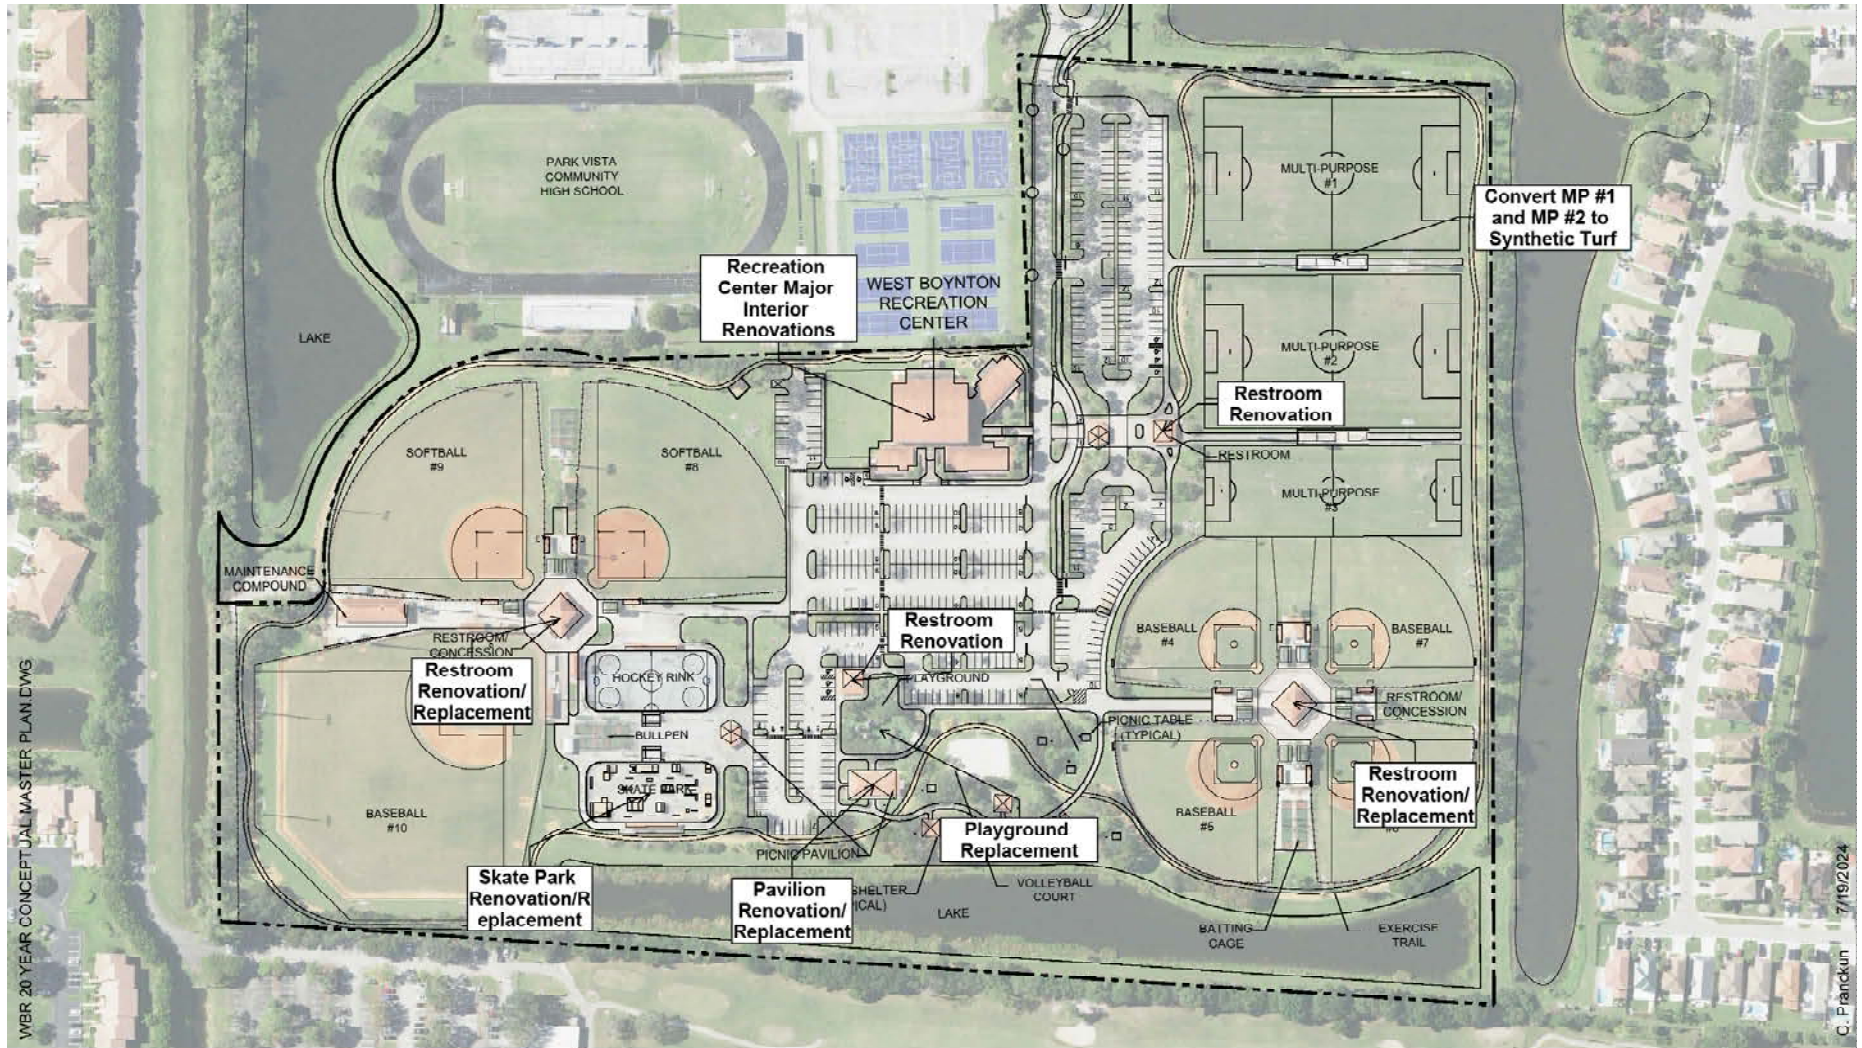 PARK VISTA
COMMUNITY
HIGH SCHOOL
MULTI-PURPOSE
#1
Convert MP #1
and MP #2 to
Synthetic Turf
Recreation
Center Major
Interior
Renovations
WEST BOYNTON
RECREATION
CENTER
LAKE
MULTI-PURPOSE
#2
Restroom
Renovation
RESTROOM
SOFTBALL
#9
SOFTBALL
#8
MULTI-PURPOSE
#3
MAINTENANCE
COMPOUND
RESTROOM/
CONCESSION
Restroom
Renovation/
Replacement
HOCKEY RINK
Restroom
Renovation
PLAYGROUND
BASEBALL
#4
BASEBALL
#7
RESTROOM/
CONCESSION
PICNIC TABLE
(TYPICAL)
BULLPEN
SKATE PARK
BASEBALL
#10
BASEBALL
#5
Restroom
Renovation/
Replacement
#6
Playground
Replacement
PICNIC PAVILION
Skate Park
Renovation/R
eplacement
Pavilion
Renovation/
Replacement
SHELTER
PICAL)
VOLLEYBALL
COURT
LAKE
BATTING
CAGE
EXERCISE
TRAIL
WBR 20 YEAR CONCEPTUAL MASTER PLAN.DWG
C. Pranckun 7/19/2024